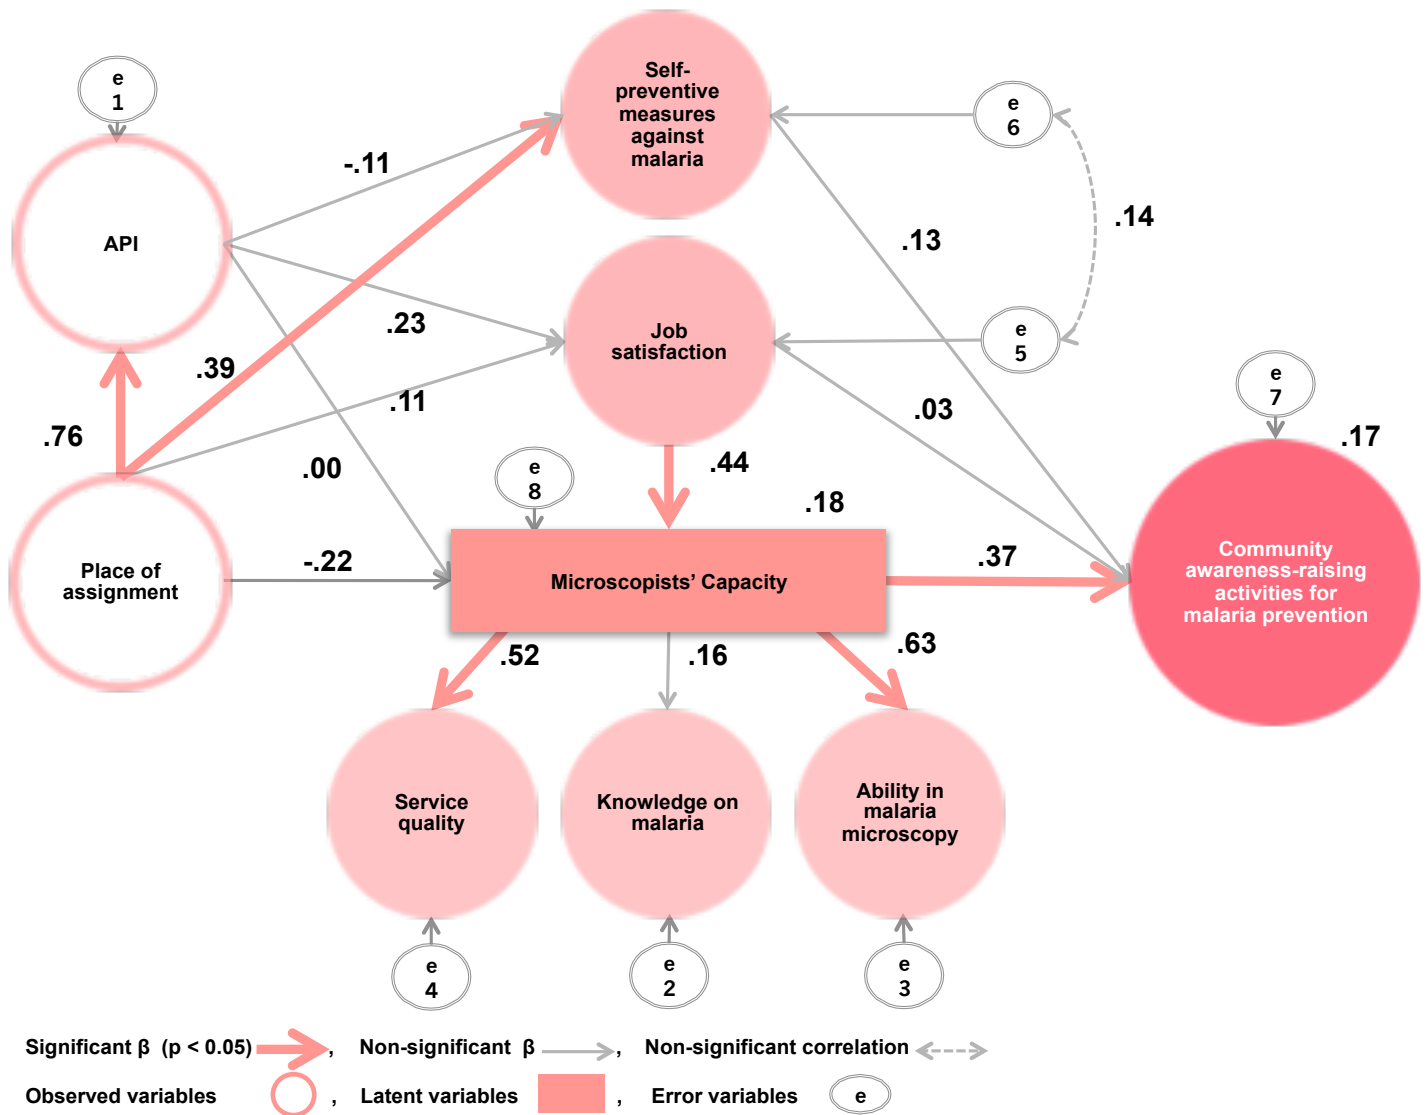 e
1
Self-
preventive
measures
against
malaria
e
6
-.11
API
.14
.13
.23
Job
satisfaction
e
5
.39
.11
.03
e
7
.76
.17
.00
.44
e
8
.18
Place of
assignment
-.22
Microscopists’ Capacity
.37
Community
awareness-raising
activities for
malaria prevention
.52
.16
.63
Service
quality
Knowledge on
malaria
Ability in
malaria
microscopy
e
4
e
2
e
3
Significant β (p < 0.05) , Non-significant β , Non-significant correlation
Observed variables , Latent variables , Error variables e